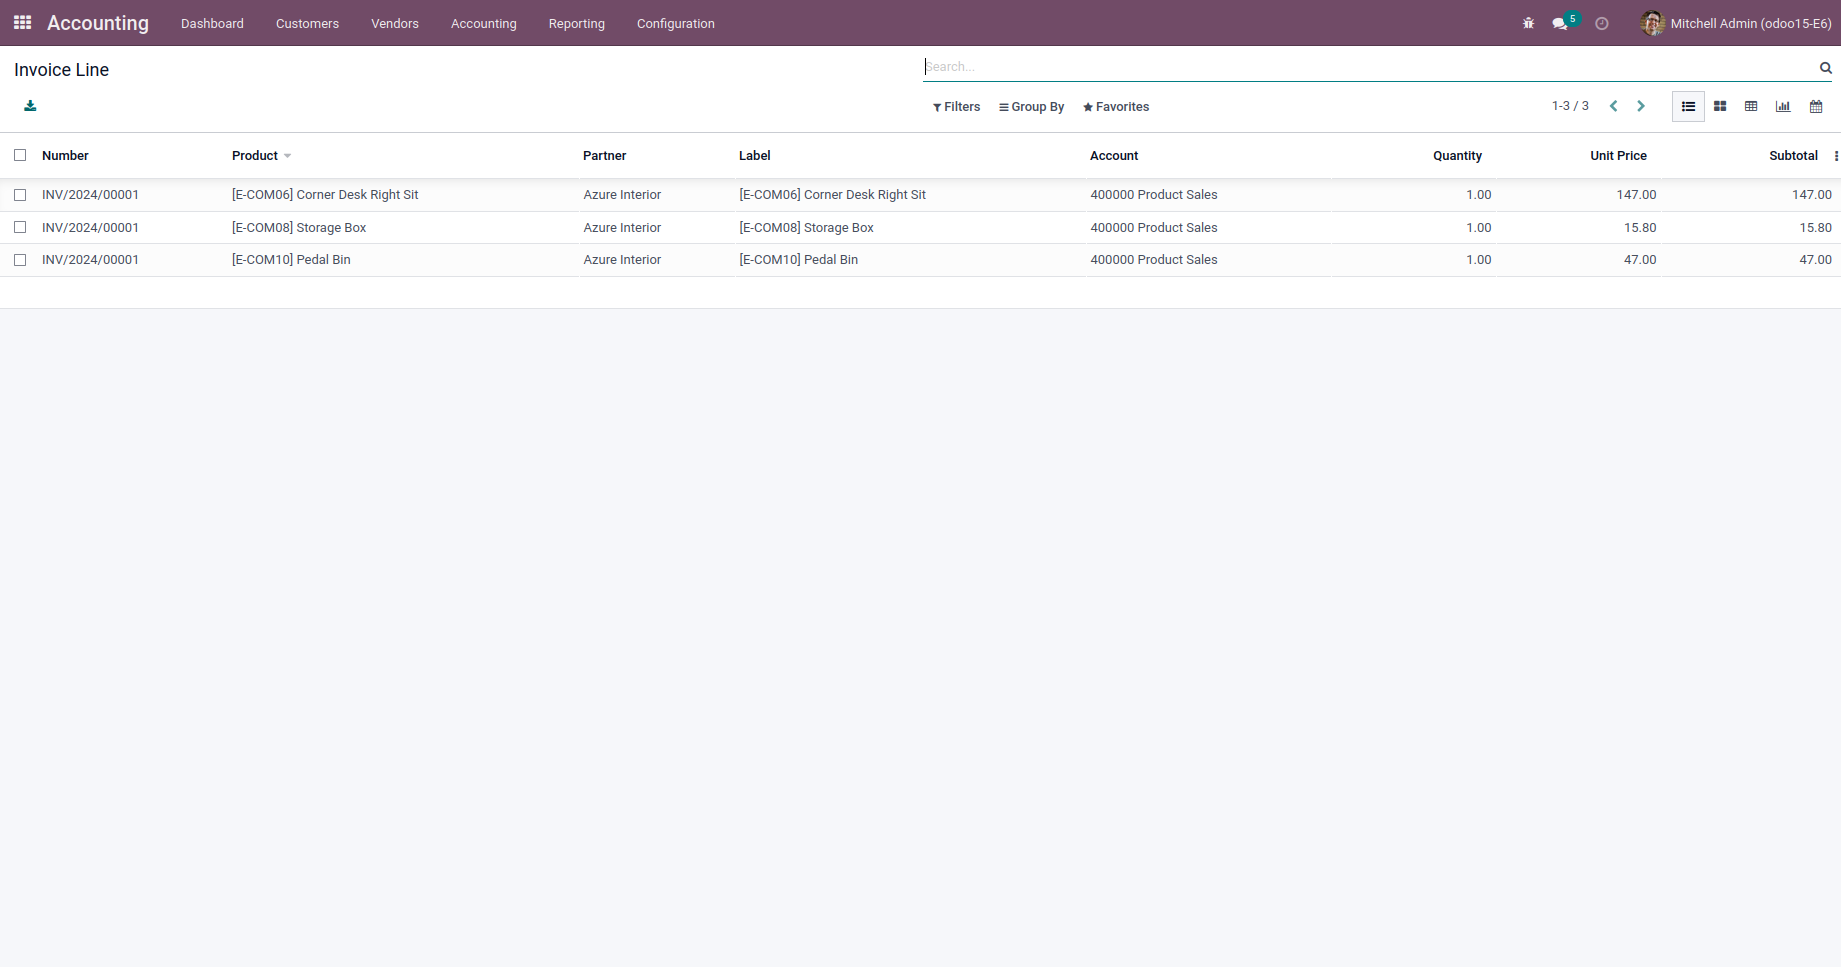 Accounting Dashboard Customers Vendors Accounting Reporting Configuration 5 Mitchell Admin (odoo15-E6)
Invoice Line Search...
Filters Group By Favorites 1-3 / 3
Number Product Partner Label Account Quantity Unit Price Subtotal
INV/2024/00001 [E-COM06] Corner Desk Right Sit Azure Interior [E-COM06] Corner Desk Right Sit 400000 Product Sales 1.00 147.00 147.00
INV/2024/00001 [E-COM08] Storage Box Azure Interior [E-COM08] Storage Box 400000 Product Sales 1.00 15.80 15.80
INV/2024/00001 [E-COM10] Pedal Bin Azure Interior [E-COM10] Pedal Bin 400000 Product Sales 1.00 47.00 47.00